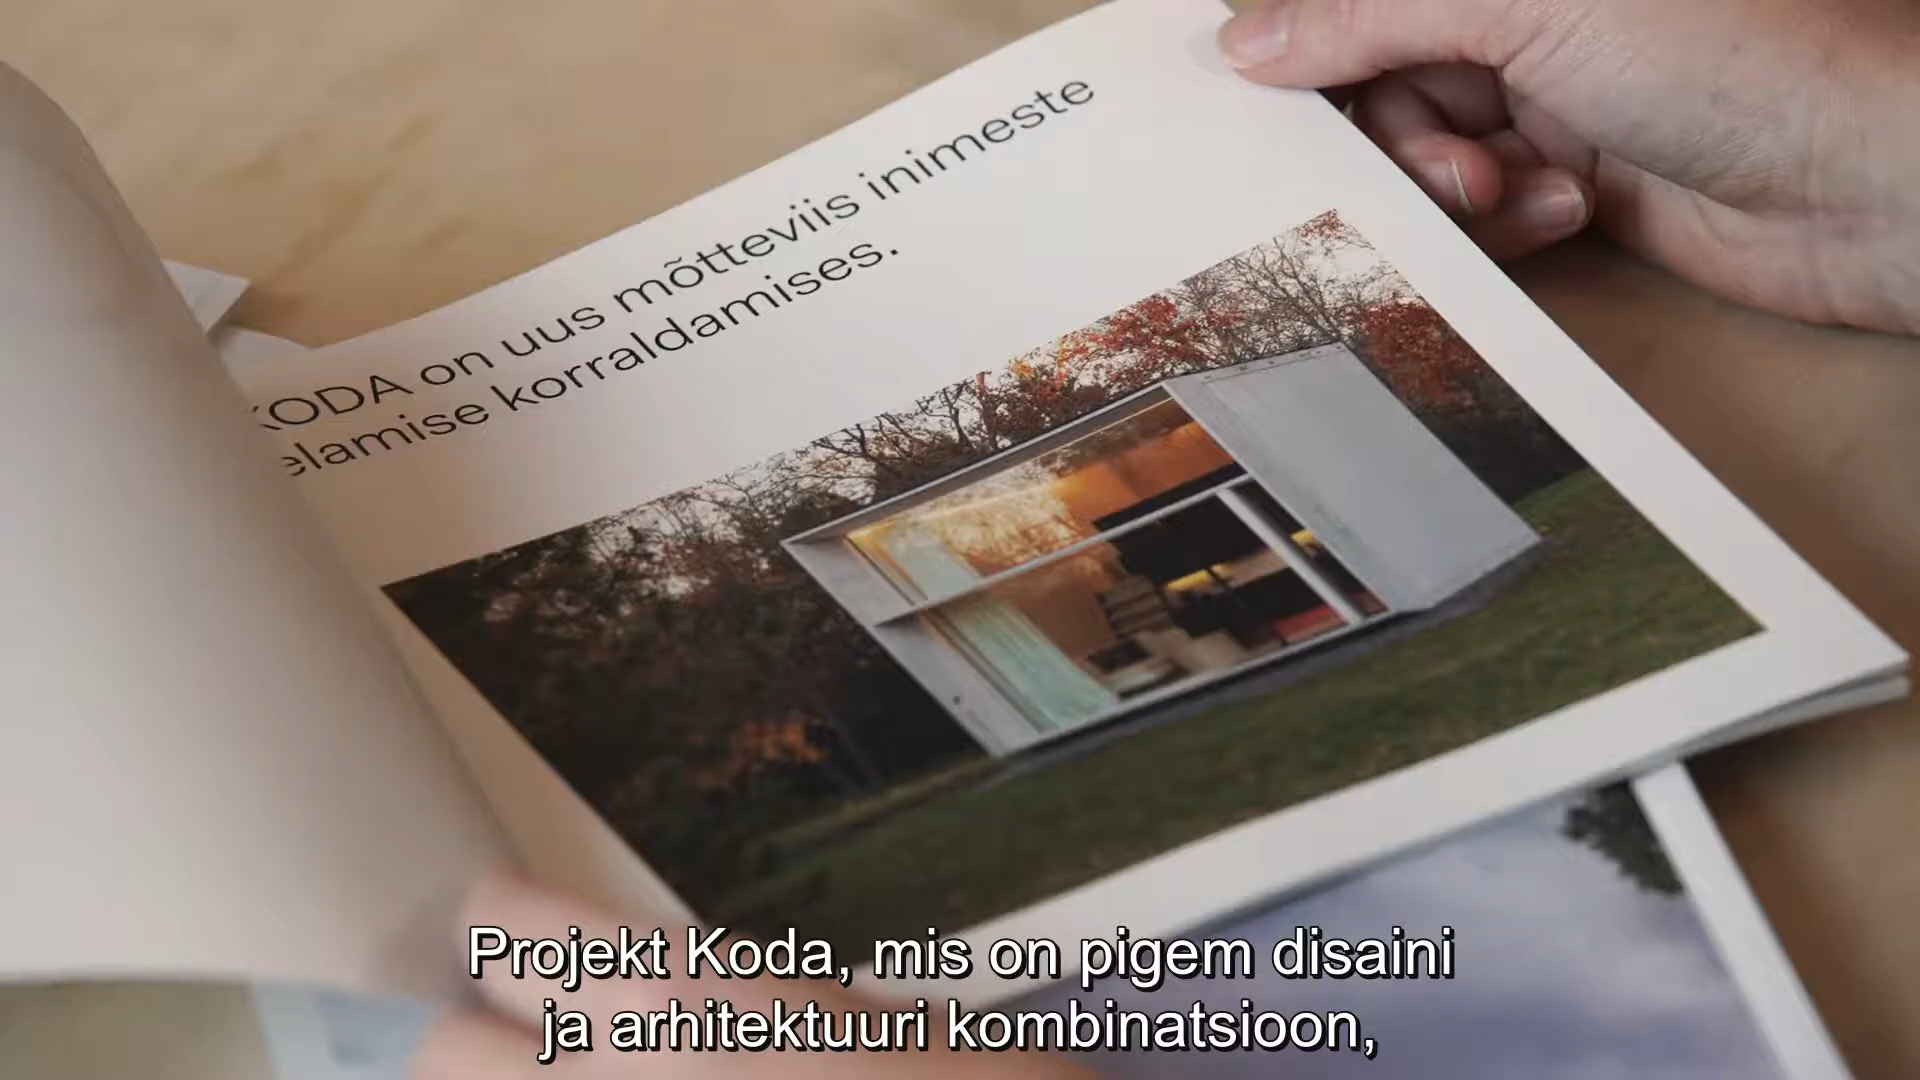 KODA on uus mõtteviis inimeste
elamise korraldamises.
Projekt Koda, mis on pigem disaini
ja arhitektuuri kombinatsioon,